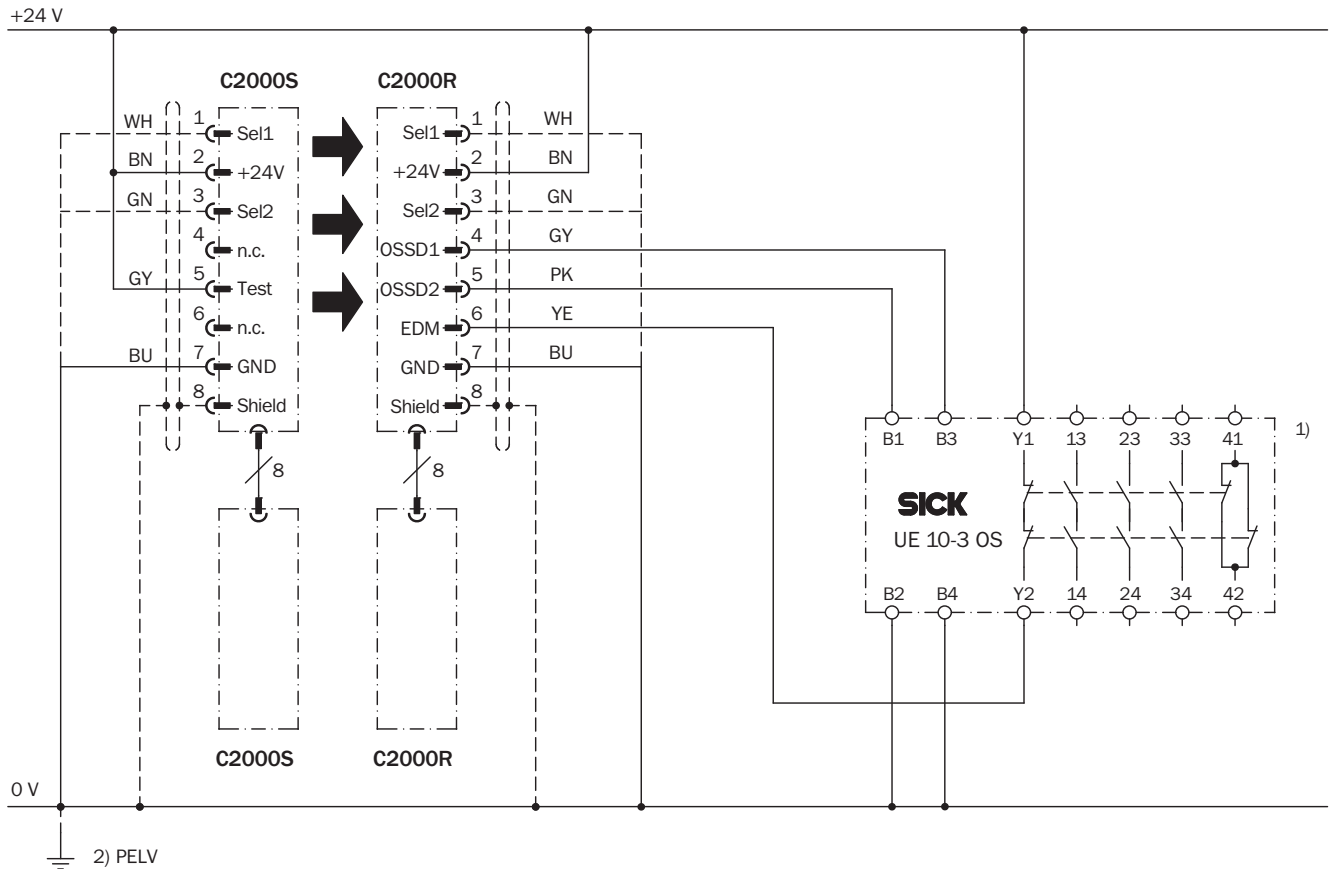 +24 V
C2000S
C2000R
WH 1 Sel1
BN 2 +24V
GN 3 Sel2
4 n.c.
GY 5 Test
6 n.c.
BU 7 GND
8 Shield
Sel1 1 WH
+24V 2 BN
Sel2 3 GN
OSSD1 4 GY
OSSD2 5 PK
EDM 6 YE
GND 7 BU
Shield 8
8
8
C2000S
C2000R
B1 B3 Y1 13 23 33 41
1)
SICK
UE 10-3 OS
B2 B4 Y2 14 24 34 42
0 V
2) PELV